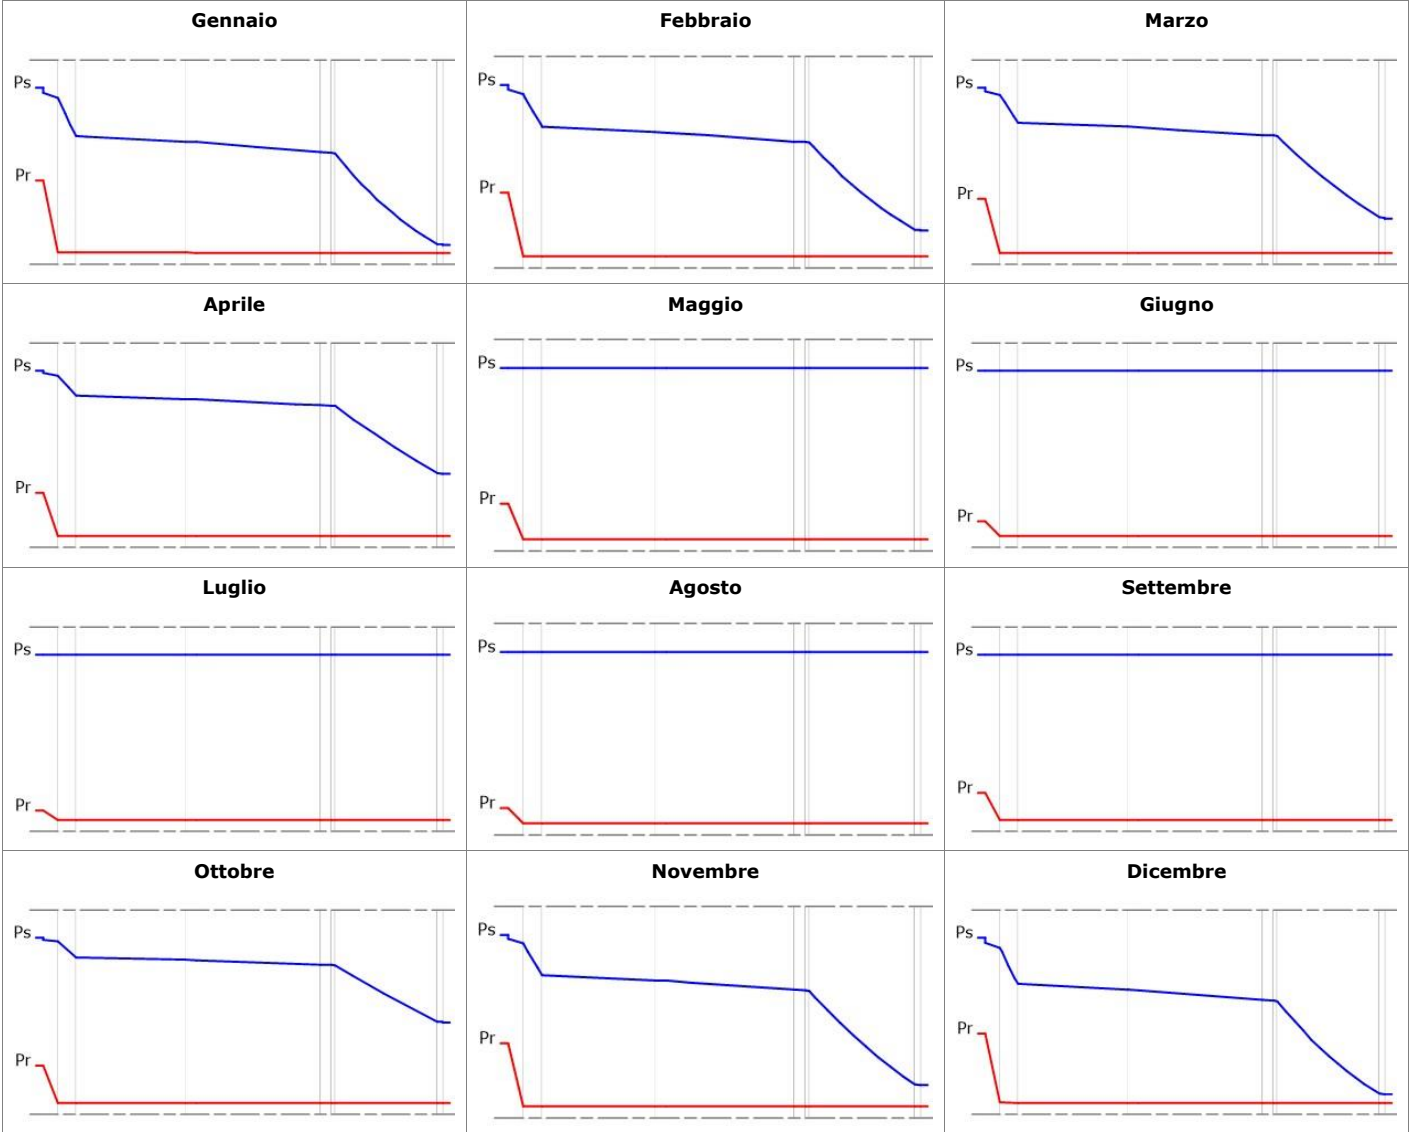 Gennaio
Febbraio
Marzo
Ps
Ps
Ps
Pr
Pr
Pr
Aprile
Maggio
Giugno
Ps
Ps
Ps
Pr
Pr
Pr
Luglio
Agosto
Settembre
Ps
Ps
Ps
Pr
Pr
Pr
Ottobre
Novembre
Dicembre
Ps
Ps
Ps
Pr
Pr
Pr